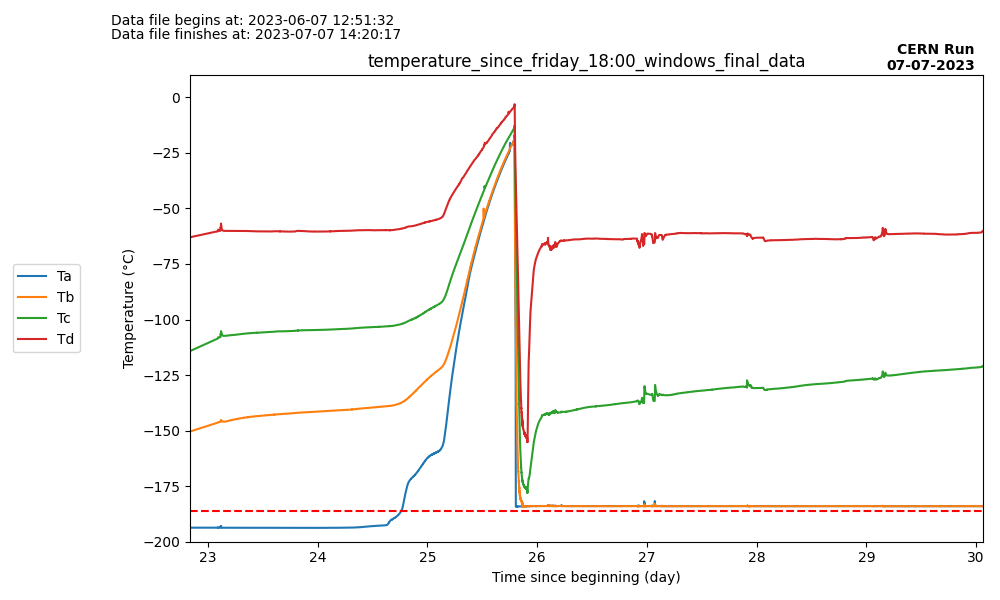 Data file begins at: 2023-06-07 12:51:32
Data file finishes at: 2023-07-07 14:20:17
CERN Run
07-07-2023
temperature_since_friday_18:00_windows_final_data
Temperature (°C)
0
−25
−50
−75
−100
−125
−150
−175
−200
Ta
Tb
Tc
Td
23 24 25 26 27 28 29 30
Time since beginning (day)